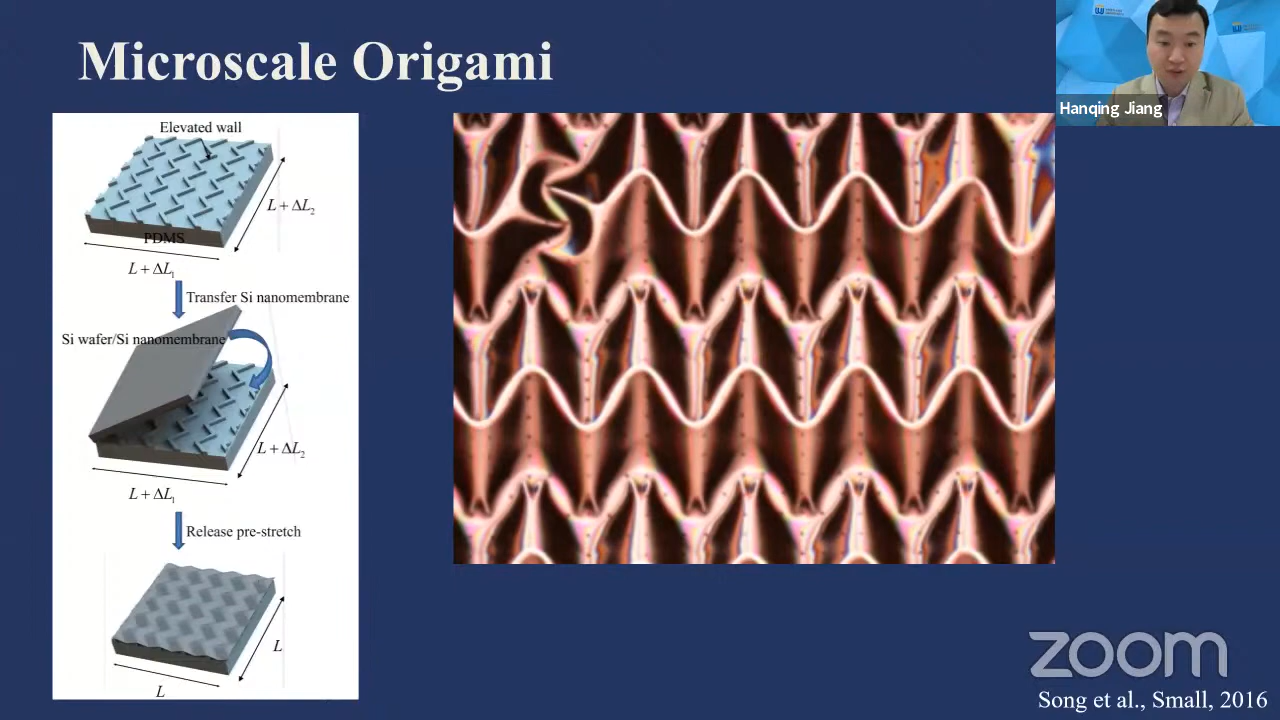 Microscale Origami
Hanqing Jiang
Elevated wall
L + ΔL₂
PDMS
L + ΔL₁
Transfer Si nanomembrane
Si wafer/Si nanomembrane
L + ΔL₂
L + ΔL₁
Release pre-stretch
L
L
zoom
Song et al., Small, 2016